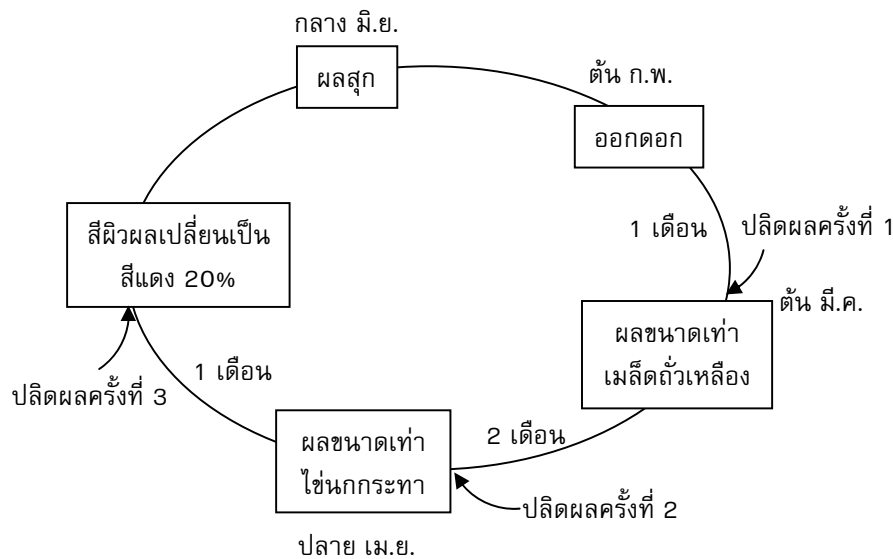 กลาง มิ.ย.
ผลสุก
ต้น ก.พ.
ออกดอก
1 เดือน
ปลิดผลครั้งที่ 1
ต้น มี.ค.
ผลขนาดเท่า
เมล็ดถั่วเหลือง
2 เดือน
ปลิดผลครั้งที่ 2
ผลขนาดเท่า
ไข่นกกระทา
ปลาย เม.ย.
1 เดือน
ปลิดผลครั้งที่ 3
สีผิวผลเปลี่ยนเป็น
สีแดง 20%